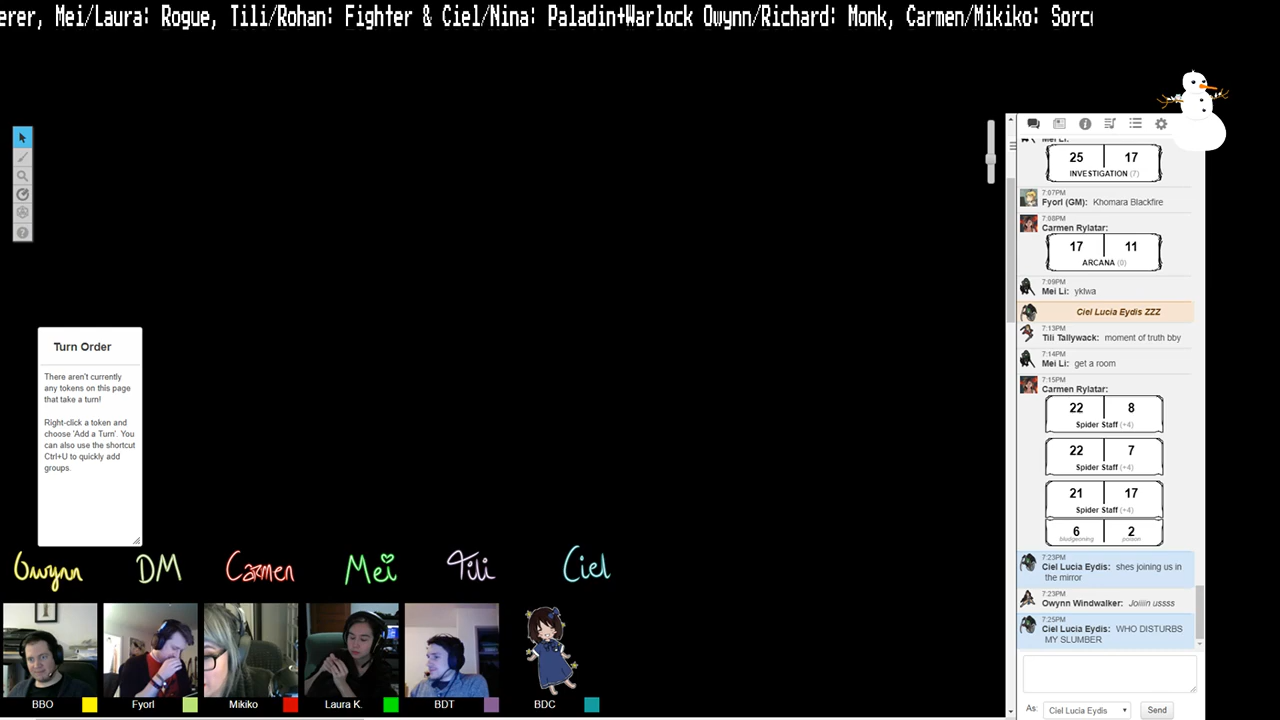 erer, Mei/Laura: Rogue, Tili/Rohan: Fighter & Ciel/Nina: Paladin+Warlock Owynn/Richard: Monk, Carmen/Mikiko: Sorc
Mei Li:
25 17
INVESTIGATION (7)
7:07PM
Fyorl (GM): Khomara Blackfire
7:08PM
Carmen Rylatar:
17 11
ARCANA (0)
7:09PM
Mei Li: yklwa
Ciel Lucia Eydis ZZZ
7:13PM
Tili Tallywack: moment of truth bby
7:14PM
Mei Li: get a room
7:15PM
Carmen Rylatar:
22 8
Spider Staff (+4)
22 7
Spider Staff (+4)
21 17
Spider Staff (+4)
6 2
bludgeoning poison
7:23PM
Ciel Lucia Eydis: shes joining us in
the mirror
7:23PM
Owynn Windwalker: Joiiin ussss
7:25PM
Ciel Lucia Eydis: WHO DISTURBS
MY SLUMBER
As: Ciel Lucia Eydis Send
Turn Order
There aren't currently
any tokens on this page
that take a turn!
Right-click a token and
choose 'Add a Turn'. You
can also use the shortcut
Ctrl+U to quickly add
groups.
Owynn DM Carmen Mei Tili Ciel
BBO Fyorl Mikiko Laura K. BDT BDC